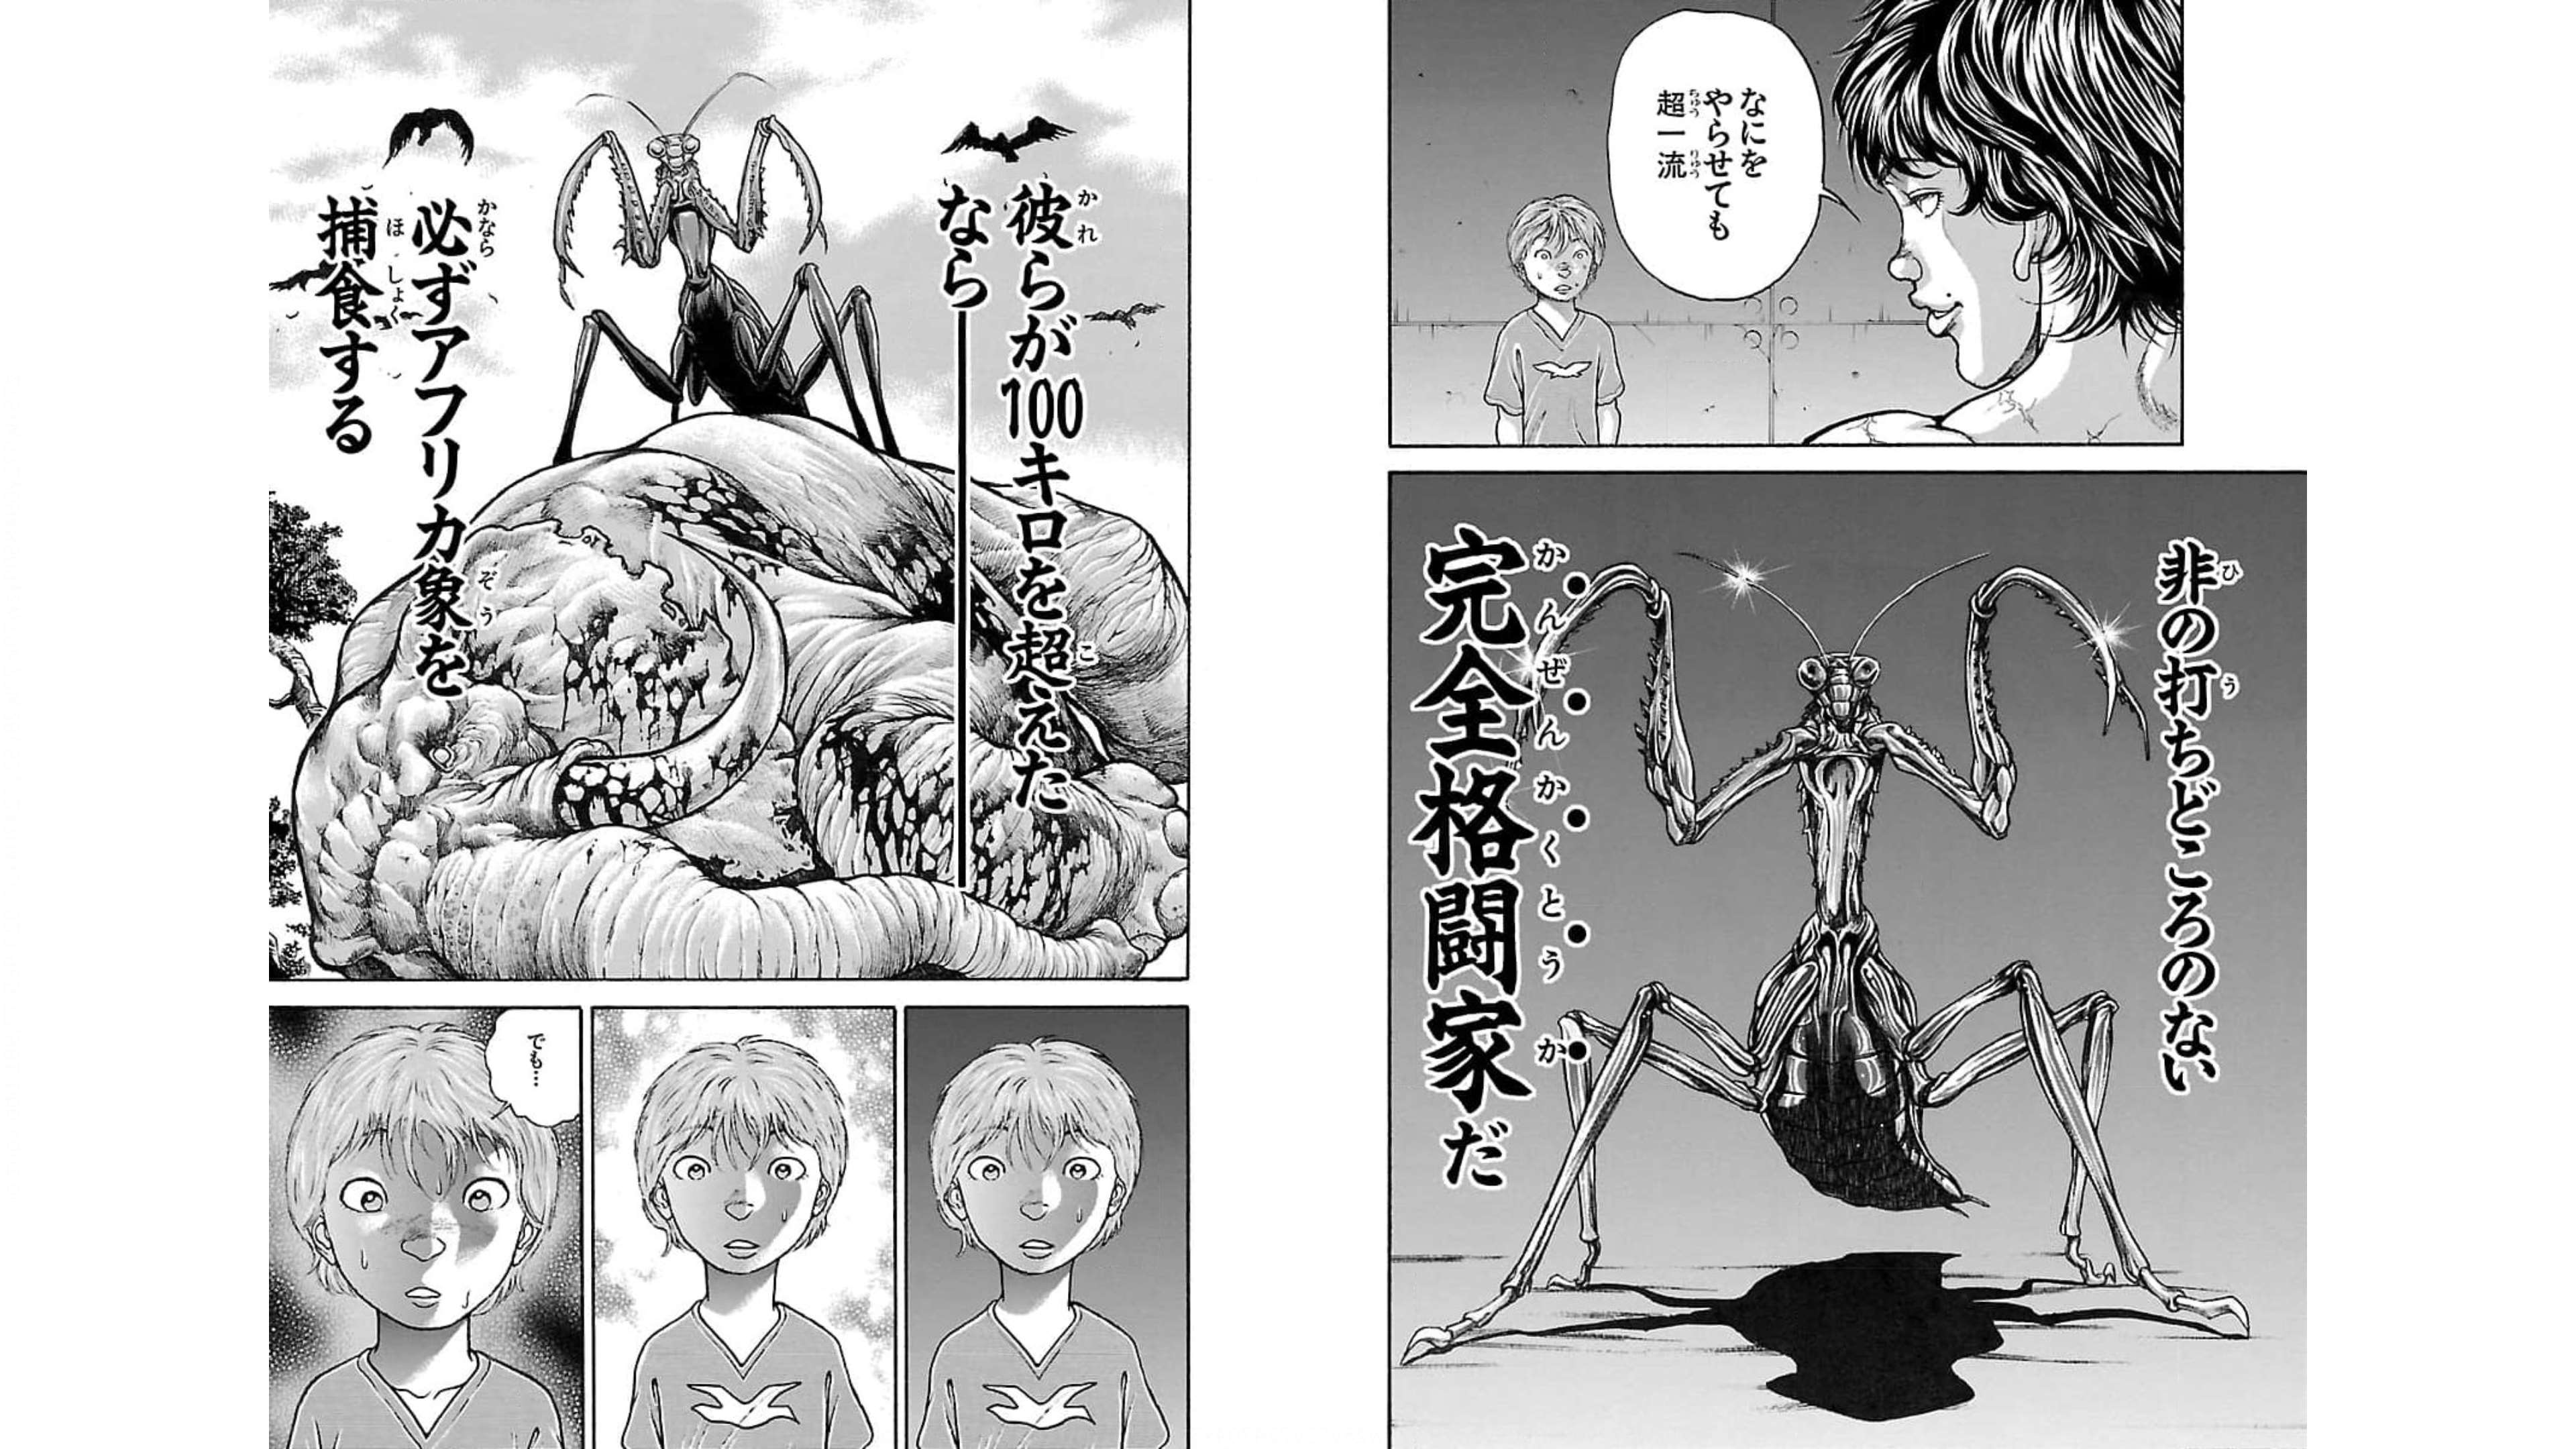 なにを
やらせても
超一流
非の打ちどころのない
完全格闘家だ
彼らが100キロを超えた
なら――
必ずアフリカ象を
捕食する
でも…